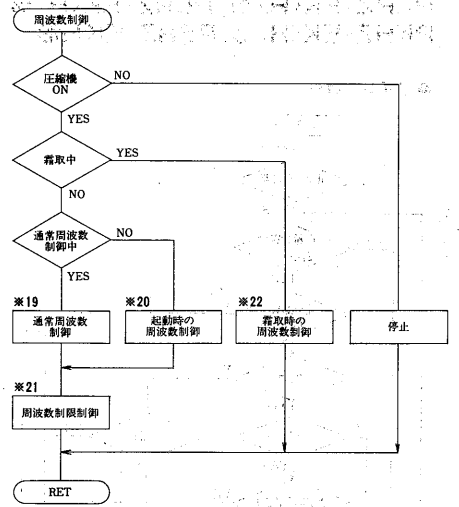 周波数制御
圧縮機
ON
NO
YES
霜取中
YES
NO
通常周波数
制御中
NO
YES
※19
通常周波数
制御
※20
起動時の
周波数制御
※22
霜取時の
周波数制御
停止
※21
周波数制限制御
RET